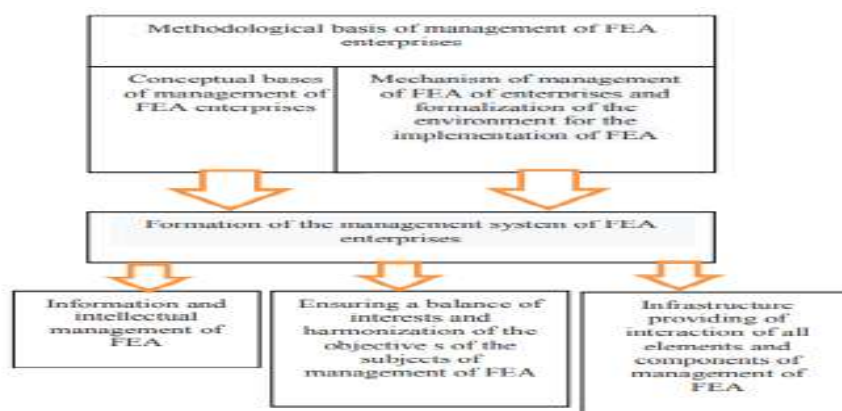 Methodological basis of management of FEA
enterprises
Conceptual bases
of management of
FEA enterprises
Mechanism of management
of FEA of enterprises and
formalization of the
environment for the
implementation of FEA
Formation of the management system of FEA
enterprises
Information and
intellectual
management of
FEA
Ensuring a balance of
interests and
harmonization of the
objective s of the
subjects of
management of FEA
Infrastructure
providing of
interaction of all
elements and
components of
management of
FEA